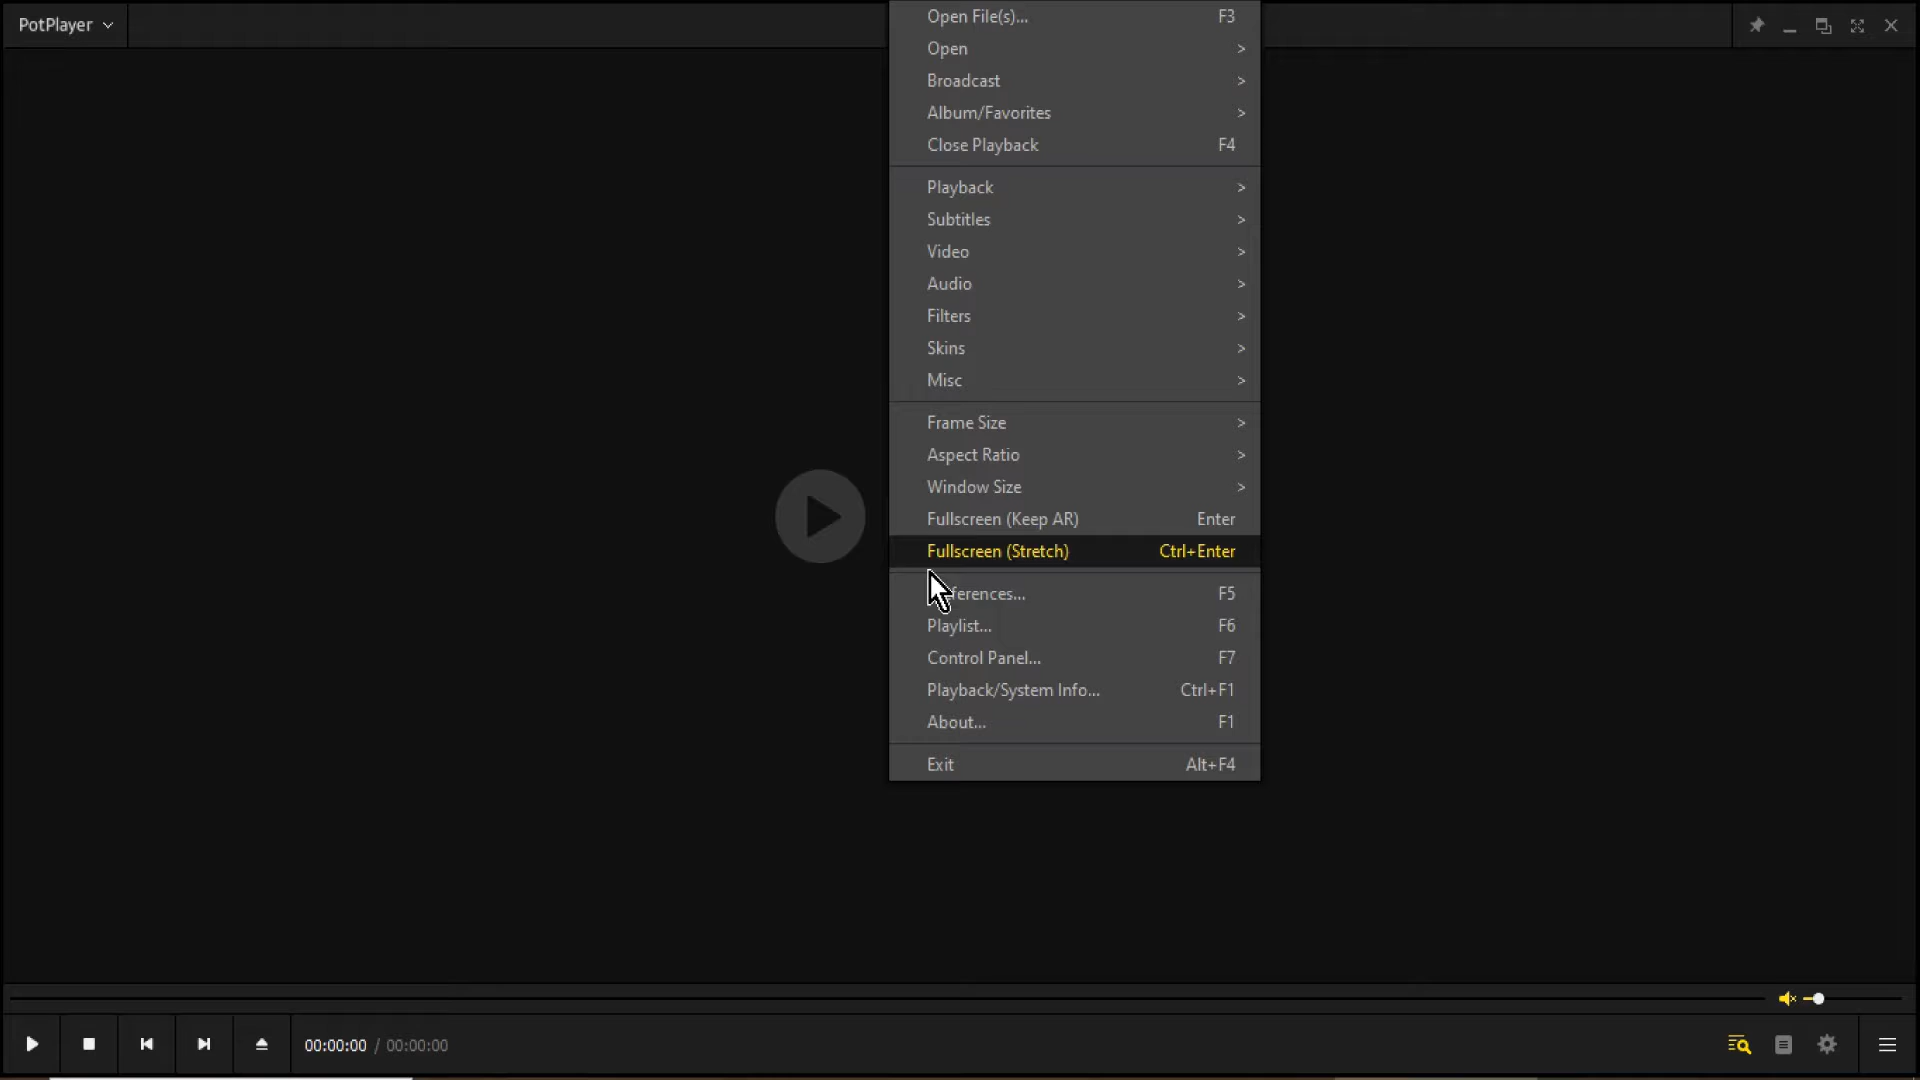 PotPlayer
Open File(s)... F3
Open >
Broadcast >
Album/Favorites >
Close Playback F4
Playback >
Subtitles >
Video >
Audio >
Filters >
Skins >
Misc >
Frame Size >
Aspect Ratio >
Window Size >
Fullscreen (Keep AR) Enter
Fullscreen (Stretch) Ctrl+Enter
ferences... F5
Playlist... F6
Control Panel... F7
Playback/System Info... Ctrl+F1
About... F1
Exit Alt+F4
00:00:00 / 00:00:00